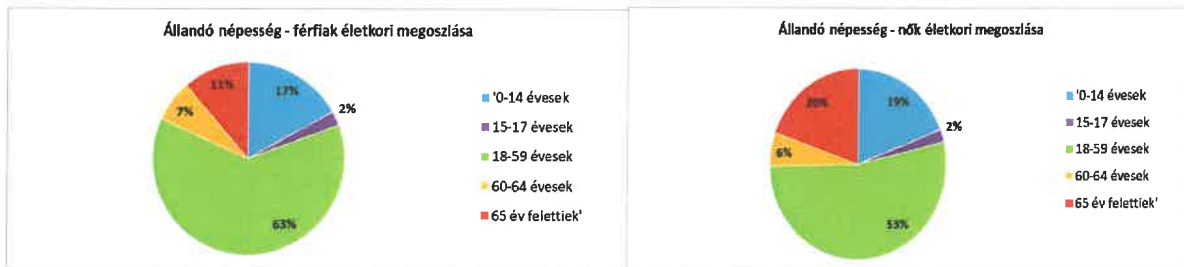 Állandó népesség - férfiak életkori megoszlása
11%
17%
7%
2%
63%
'0-14 évesek
15-17 évesek
18-59 évesek
60-64 évesek
65 év felettiek'
Állandó népesség - nők életkori megoszlása
20%
19%
2%
6%
53%
'0-14 évesek
15-17 évesek
18-59 évesek
60-64 évesek
65 év felettiek'